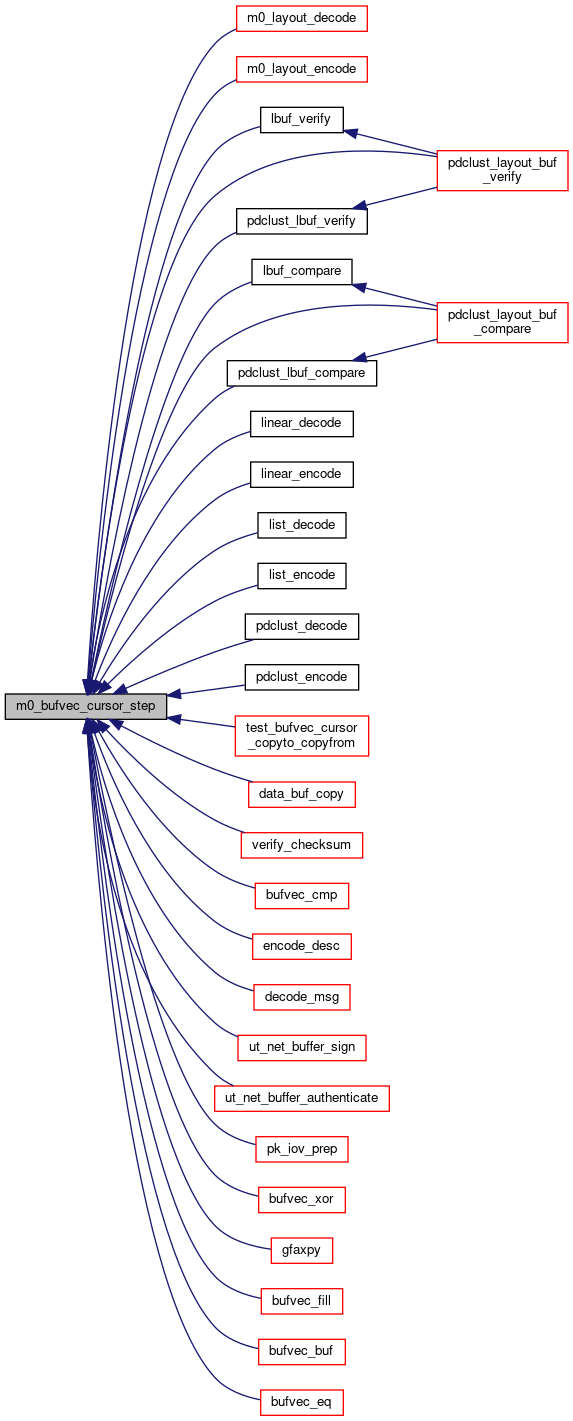 m0_layout_decode
m0_layout_encode
lbuf_verify
pdclust_layout_buf
_verify
pdclust_lbuf_verify
lbuf_compare
pdclust_layout_buf
_compare
pdclust_lbuf_compare
linear_decode
linear_encode
list_decode
list_encode
pdclust_decode
pdclust_encode
m0_bufvec_cursor_step
test_bufvec_cursor
_copyto_copyfrom
data_buf_copy
verify_checksum
bufvec_cmp
encode_desc
decode_msg
ut_net_buffer_sign
ut_net_buffer_authenticate
pk_iov_prep
bufvec_xor
gfaxpy
bufvec_fill
bufvec_buf
bufvec_eq